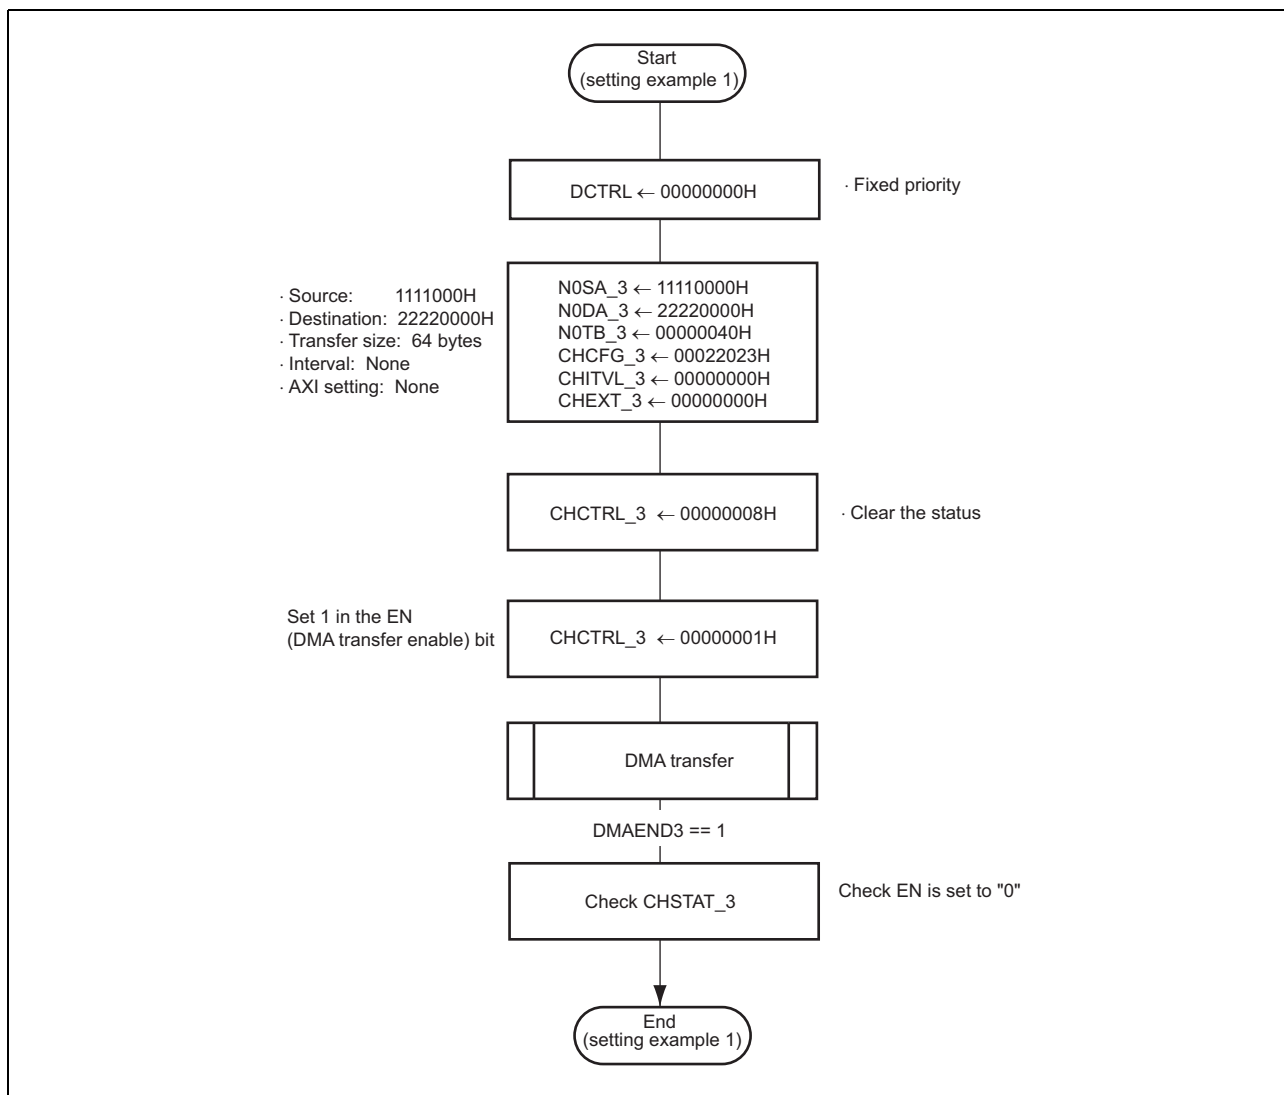 Start
(setting example 1)
DCTRL ← 00000000H
· Fixed priority
· Source: 1111000H
· Destination: 22220000H
· Transfer size: 64 bytes
· Interval: None
· AXI setting: None
N0SA_3 ← 11110000H
N0DA_3 ← 22220000H
N0TB_3 ← 00000040H
CHCFG_3 ← 00022023H
CHITVL_3 ← 00000000H
CHEXT_3 ← 00000000H
CHCTRL_3 ← 00000008H
· Clear the status
Set 1 in the EN
(DMA transfer enable) bit
CHCTRL_3 ← 00000001H
DMA transfer
DMAEND3 == 1
Check CHSTAT_3
Check EN is set to "0"
End
(setting example 1)